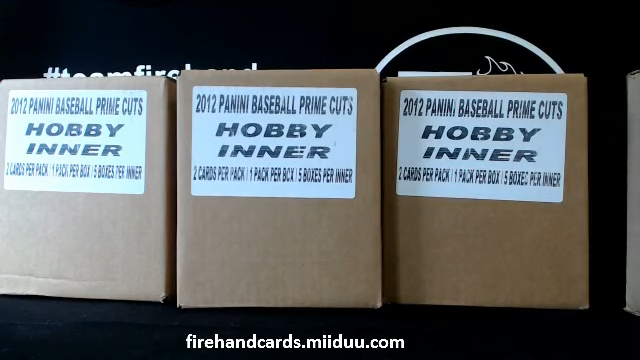 #teamfirehand
2012 PANINI BASEBALL PRIME CUTS
HOBBY
INNER
2 CARDS PER PACK | 1 PACK PER BOX | 5 BOXES PER INNER
2012 PANINI BASEBALL PRIME CUTS
HOBBY
INNER
2 CARDS PER PACK | 1 PACK PER BOX | 5 BOXES PER INNER
2012 PANINI BASEBALL PRIME CUTS
HOBBY
INNER
2 CARDS PER PACK | 1 PACK PER BOX | 5 BOXES PER INNER
firehandcards.miiduu.com